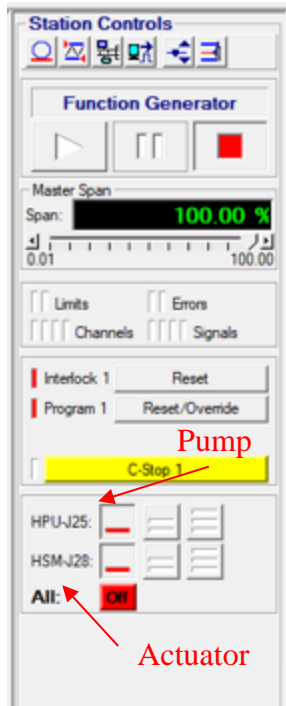 Station Controls
Function Generator
Master Span
Span: 100.00 %
0.01 100.00
Limits Errors
Channels Signals
Interlock 1 Reset
Program 1 Reset/Override
Pump
C-Stop 1
HPU-J25:
HSM-J28:
All: Off
Actuator